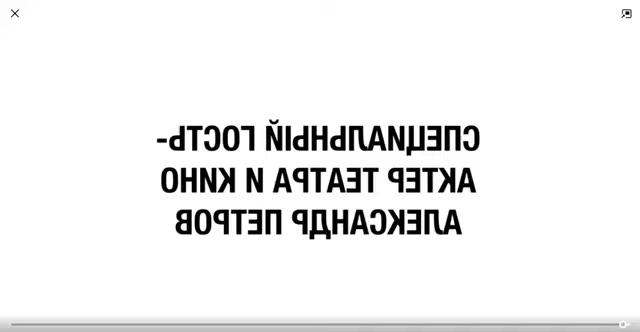 СПЕЦИАЛЬНЫЙ ГОСТЬ-
АКТЕР ТЕАТРА И КИНО
АЛЕКСАНДР ПЕТРОВ